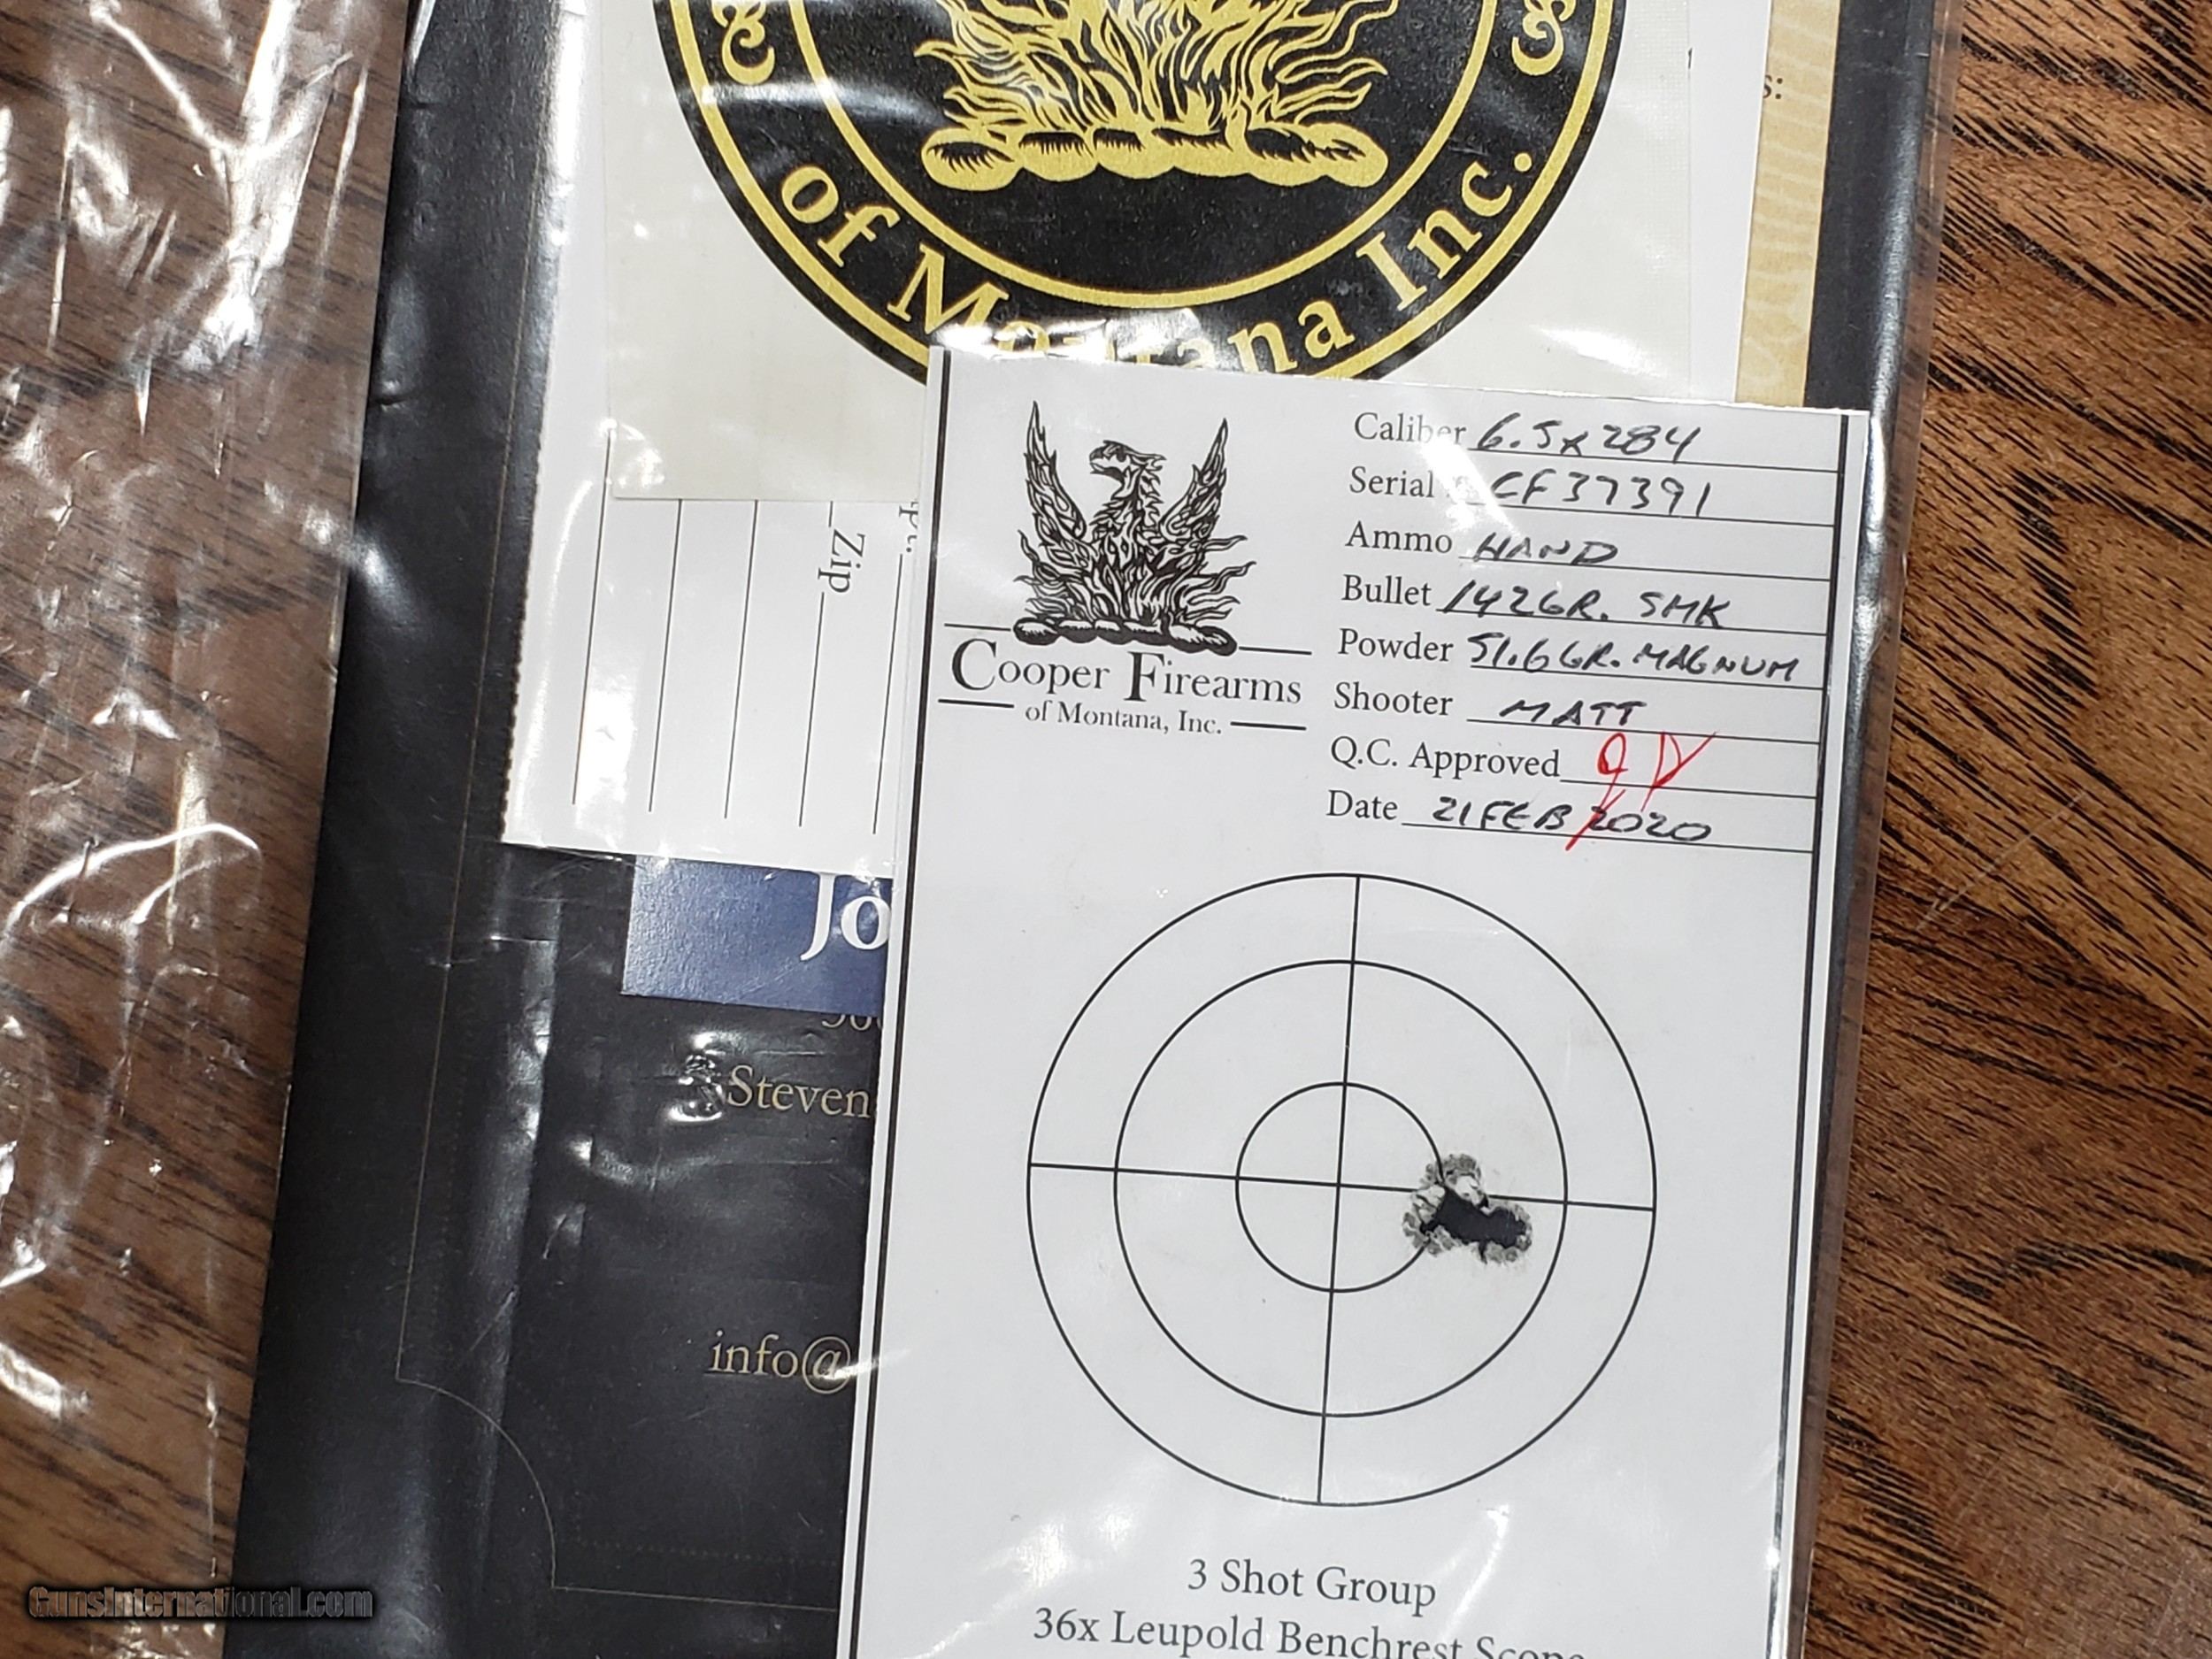 of Montana Inc.
s:
Zip
Caliber 6.5x284
Serial CF37391
Ammo HAND
Bullet 142GR. SMK
Powder 51.6GR. MAGNUM
Shooter MATT
Q.C. Approved
Date 21FEB2020
Cooper Firearms
of Montana, Inc.
Jo
Steven
info@
3 Shot Group
36x Leupold Benchrest Scope
GunsInternational.com